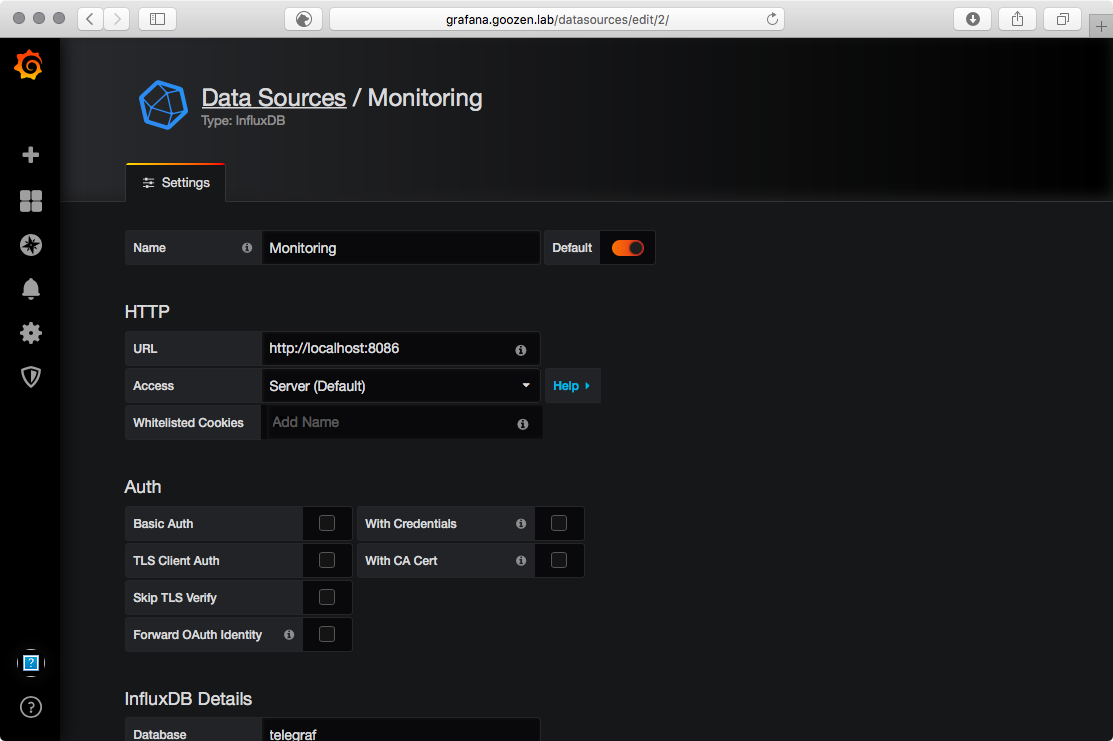 grafana.goozen.lab/datasources/edit/2/
Data Sources / Monitoring
Type: InfluxDB
Settings
Name Monitoring Default
HTTP
URL http://localhost:8086
Access Server (Default) Help
Whitelisted Cookies Add Name
Auth
Basic Auth With Credentials
TLS Client Auth With CA Cert
Skip TLS Verify
Forward OAuth Identity
InfluxDB Details
Database telegraf